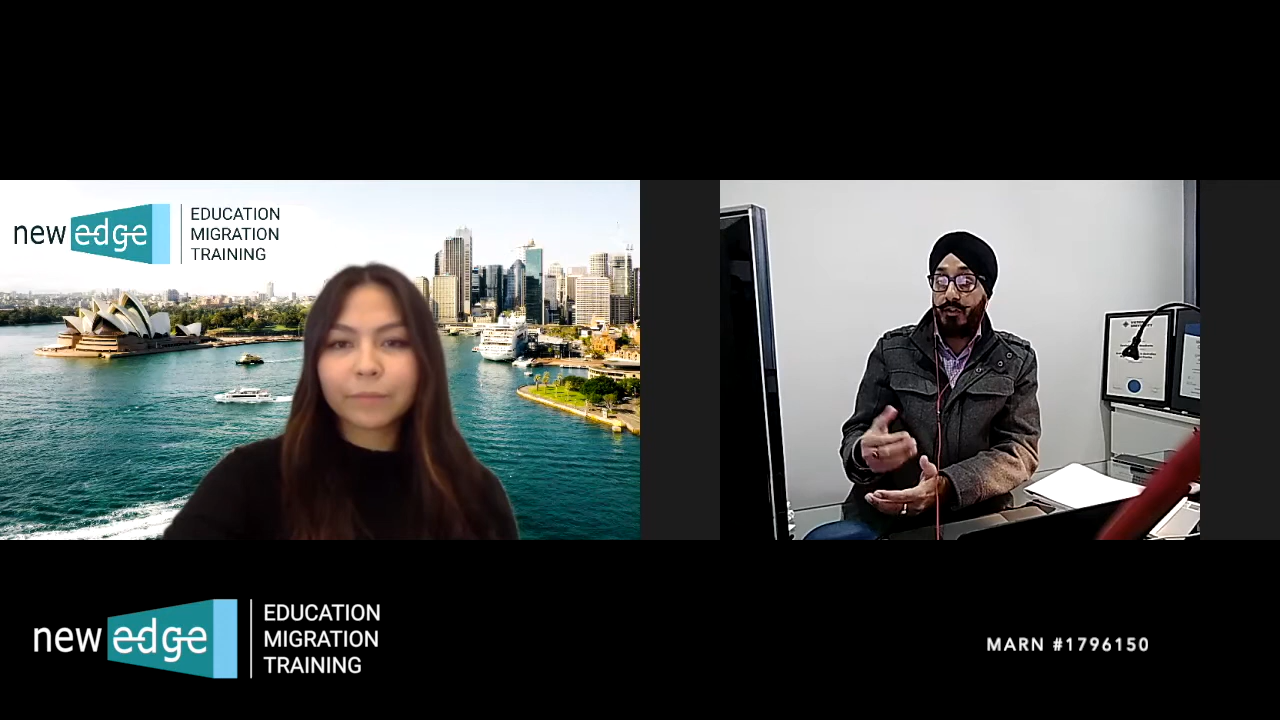 new edge
EDUCATION
MIGRATION
TRAINING
new edge
EDUCATION
MIGRATION
TRAINING
MARN #1796150